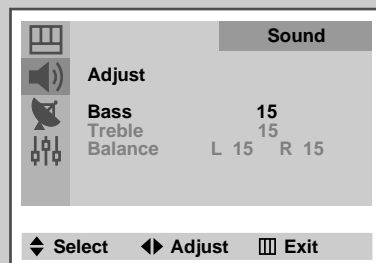 Sound
Adjust
Bass 15
Treble 15
Balance L 15 R 15
Select Adjust Exit